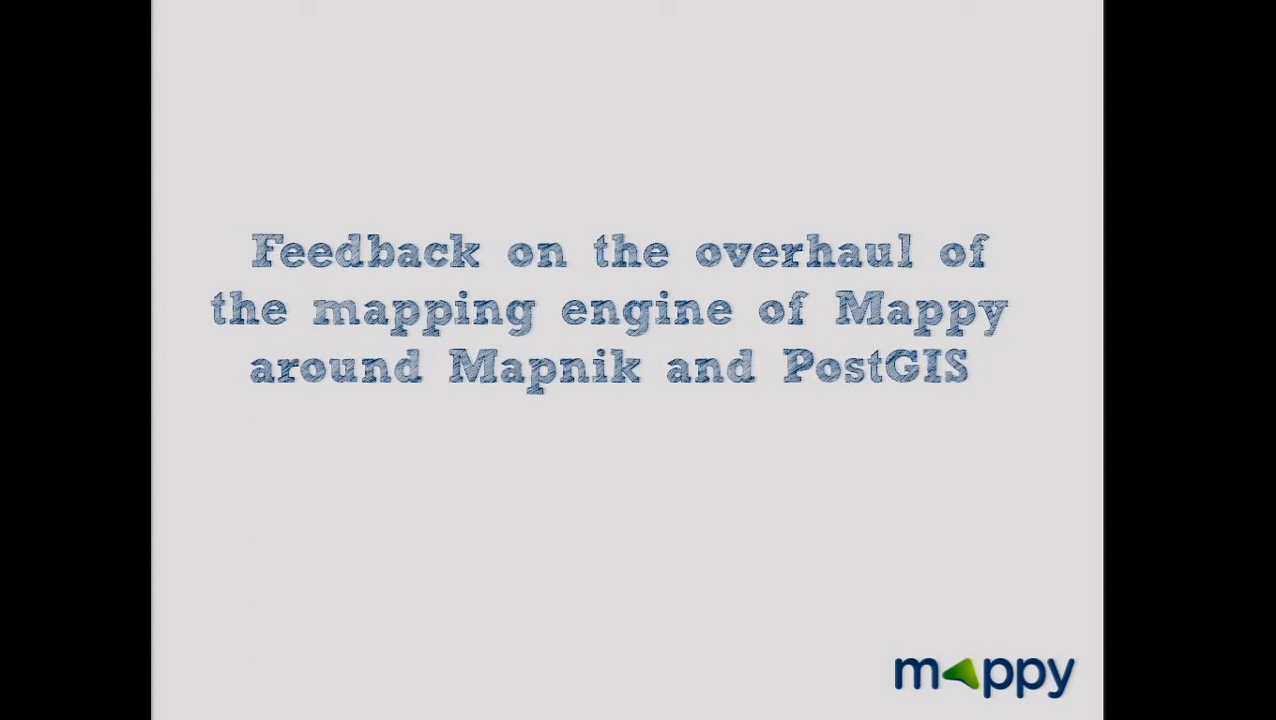 Feedback on the overhaul of
the mapping engine of Mappy
around Mapnik and PostGIS
mappy